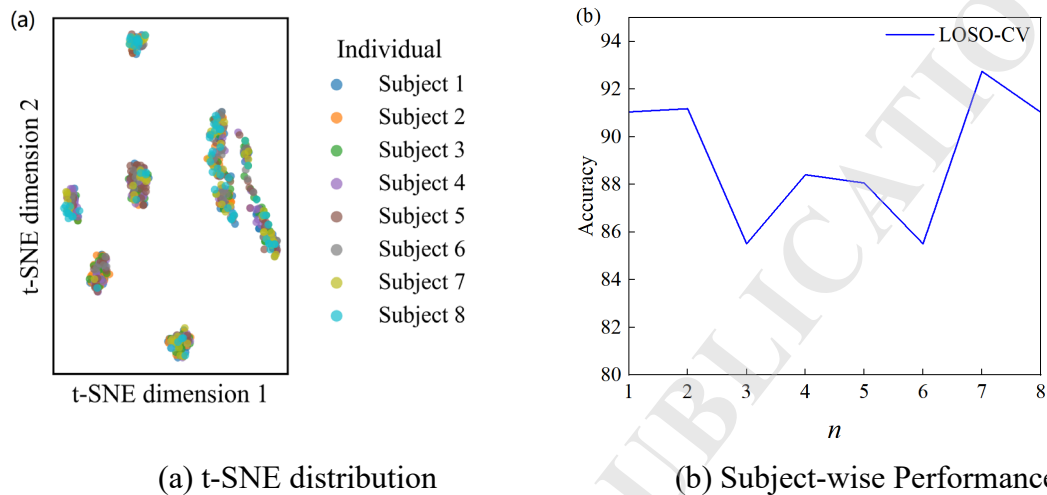 (a)
Individual
Subject 1
Subject 2
Subject 3
Subject 4
Subject 5
Subject 6
Subject 7
Subject 8
t-SNE dimension 2
t-SNE dimension 1
(a) t-SNE distribution
(b)
94
92
90
88
86
84
82
80
Accuracy
LOSO-CV
1 2 3 4 5 6 7 8
n
(b) Subject-wise Performance
UBLICATIO